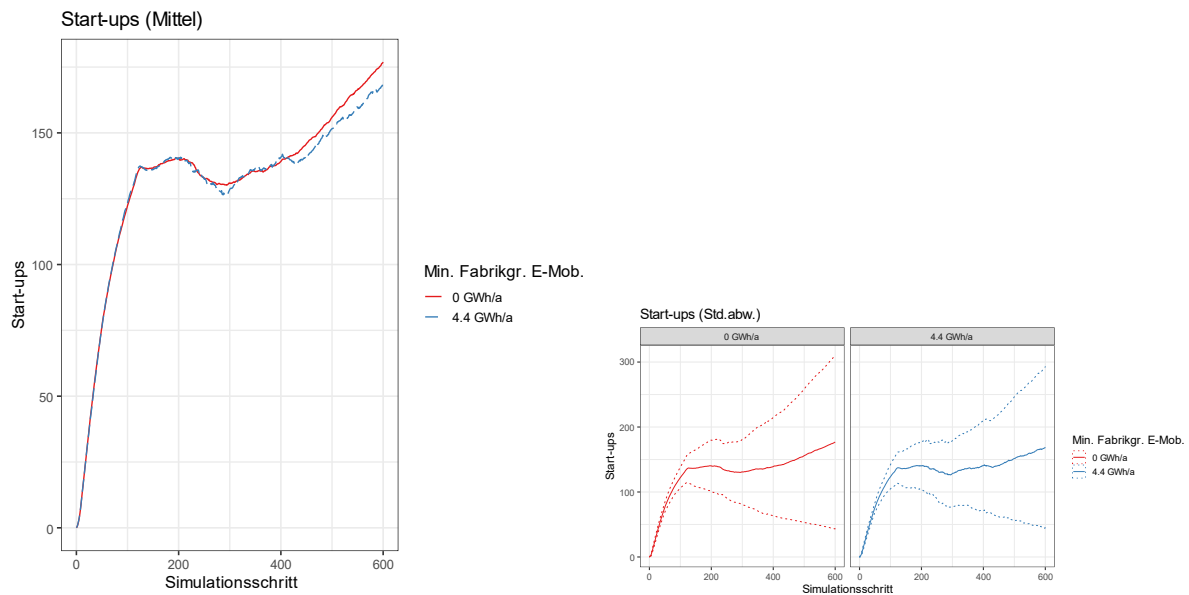 Start-ups (Mittel)
150
100
50
0
Start-ups
0
200
400
600
Simulationsschritt
Min. Fabrikgr. E-Mob.
0 GWh/a
4.4 GWh/a
Start-ups (Std.abw.)
0 GWh/a
4.4 GWh/a
300
200
100
0
Start-ups
0
200
400
600
0
200
400
600
Simulationsschritt
Min. Fabrikgr. E-Mob.
0 GWh/a
4.4 GWh/a